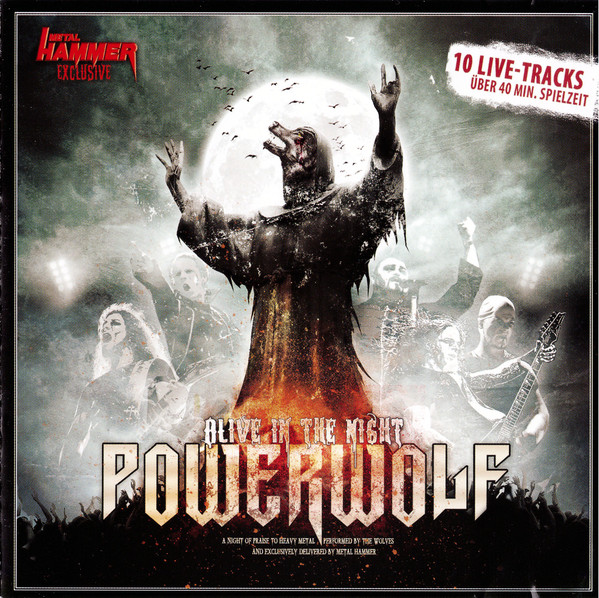 METAL
HAMMER
EXCLUSIVE
10 LIVE-TRACKS
ÜBER 40 MIN. SPIELZEIT
ALIVE IN THE NIGHT
POWERWOLF
A NIGHT OF PRAISE TO HEAVY METAL PERFORMED BY THE WOLVES
AND EXCLUSIVELY DELIVERED BY METAL HAMMER